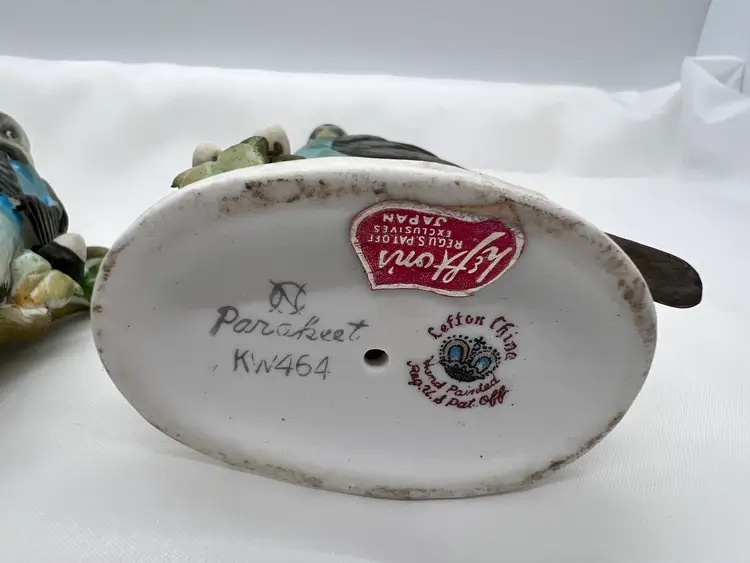 Lefton's
REG.U.S.PAT.OFF
EXCLUSIVES
JAPAN
Parakeet
KW464
Lefton China
Hand Painted
Reg. U.S Pat. Off